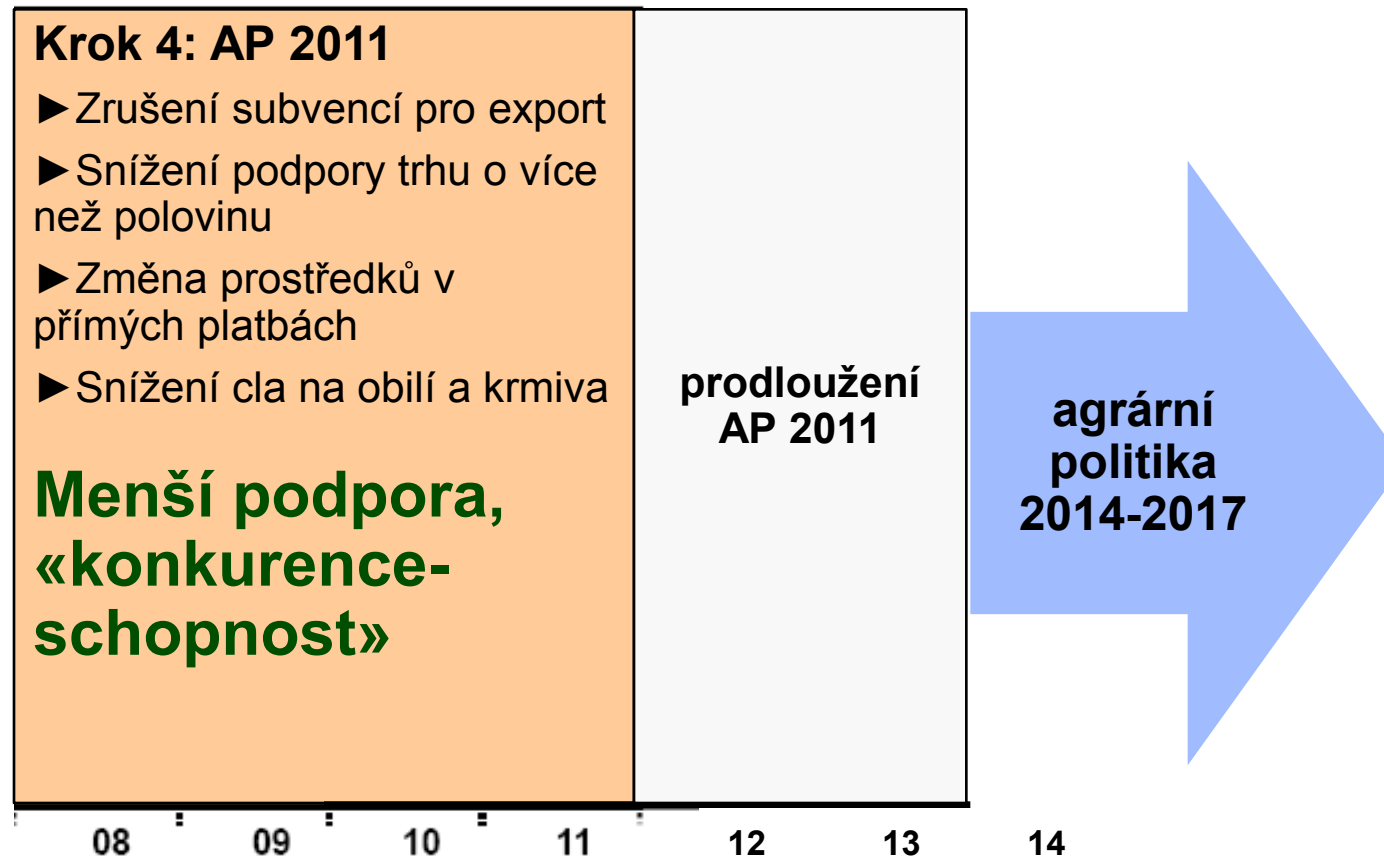 Krok 4: AP 2011
►Zrušení subvencí pro export
►Snížení podpory trhu o více
než polovinu
►Změna prostředků v
přímých platbách
►Snížení cla na obilí a krmiva
Menší podpora,
«konkurence-
schopnost»
prodloužení
AP 2011
agrární
politika
2014-2017
08 09 10 11 12 13 14